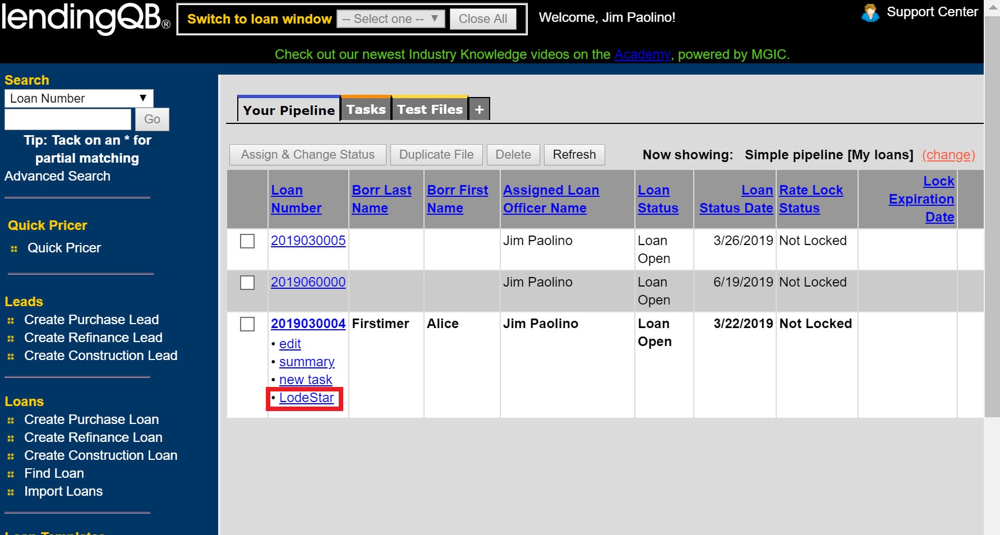 lendingQB®
Switch to loan window -- Select one -- ▼ Close All
Welcome, Jim Paolino!
Support Center
Check out our newest Industry Knowledge videos on the Academy, powered by MGIC.
Search
Loan Number ▼
Go
Tip: Tack on an * for
partial matching
Advanced Search
Quick Pricer
Quick Pricer
Leads
Create Purchase Lead
Create Refinance Lead
Create Construction Lead
Loans
Create Purchase Loan
Create Refinance Loan
Create Construction Loan
Find Loan
Import Loans
Loan Templates
Your Pipeline Tasks Test Files +
Assign & Change Status Duplicate File Delete Refresh Now showing: Simple pipeline [My loans] (change)
Loan Number Borr Last Name Borr First Name Assigned Loan Officer Name Loan Status Loan Status Date Rate Lock Status Lock Expiration Date
2019030005 Jim Paolino Loan Open 3/26/2019 Not Locked
2019060000 Jim Paolino Loan Open 6/19/2019 Not Locked
2019030004 Firstimer Alice Jim Paolino Loan Open 3/22/2019 Not Locked
• edit
• summary
• new task
• LodeStar